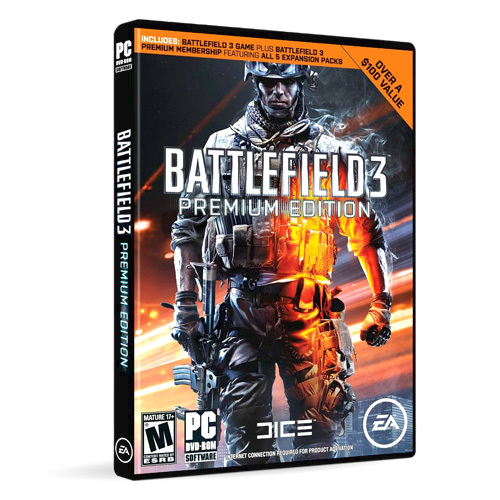 PC
DVD-ROM
SOFTWARE
BATTLEFIELD 3
PREMIUM EDITION
EA
INCLUDES: BATTLEFIELD 3 GAME PLUS BATTLEFIELD 3
PREMIUM MEMBERSHIP FEATURING ALL 5 EXPANSION PACKS
OVER A
$100 VALUE
BATTLEFIELD 3
PREMIUM EDITION
MATURE 17+
M
ESRB
PC
DVD-ROM
SOFTWARE
DICE
EA
INTERNET CONNECTION REQUIRED FOR PRODUCT ACTIVATION